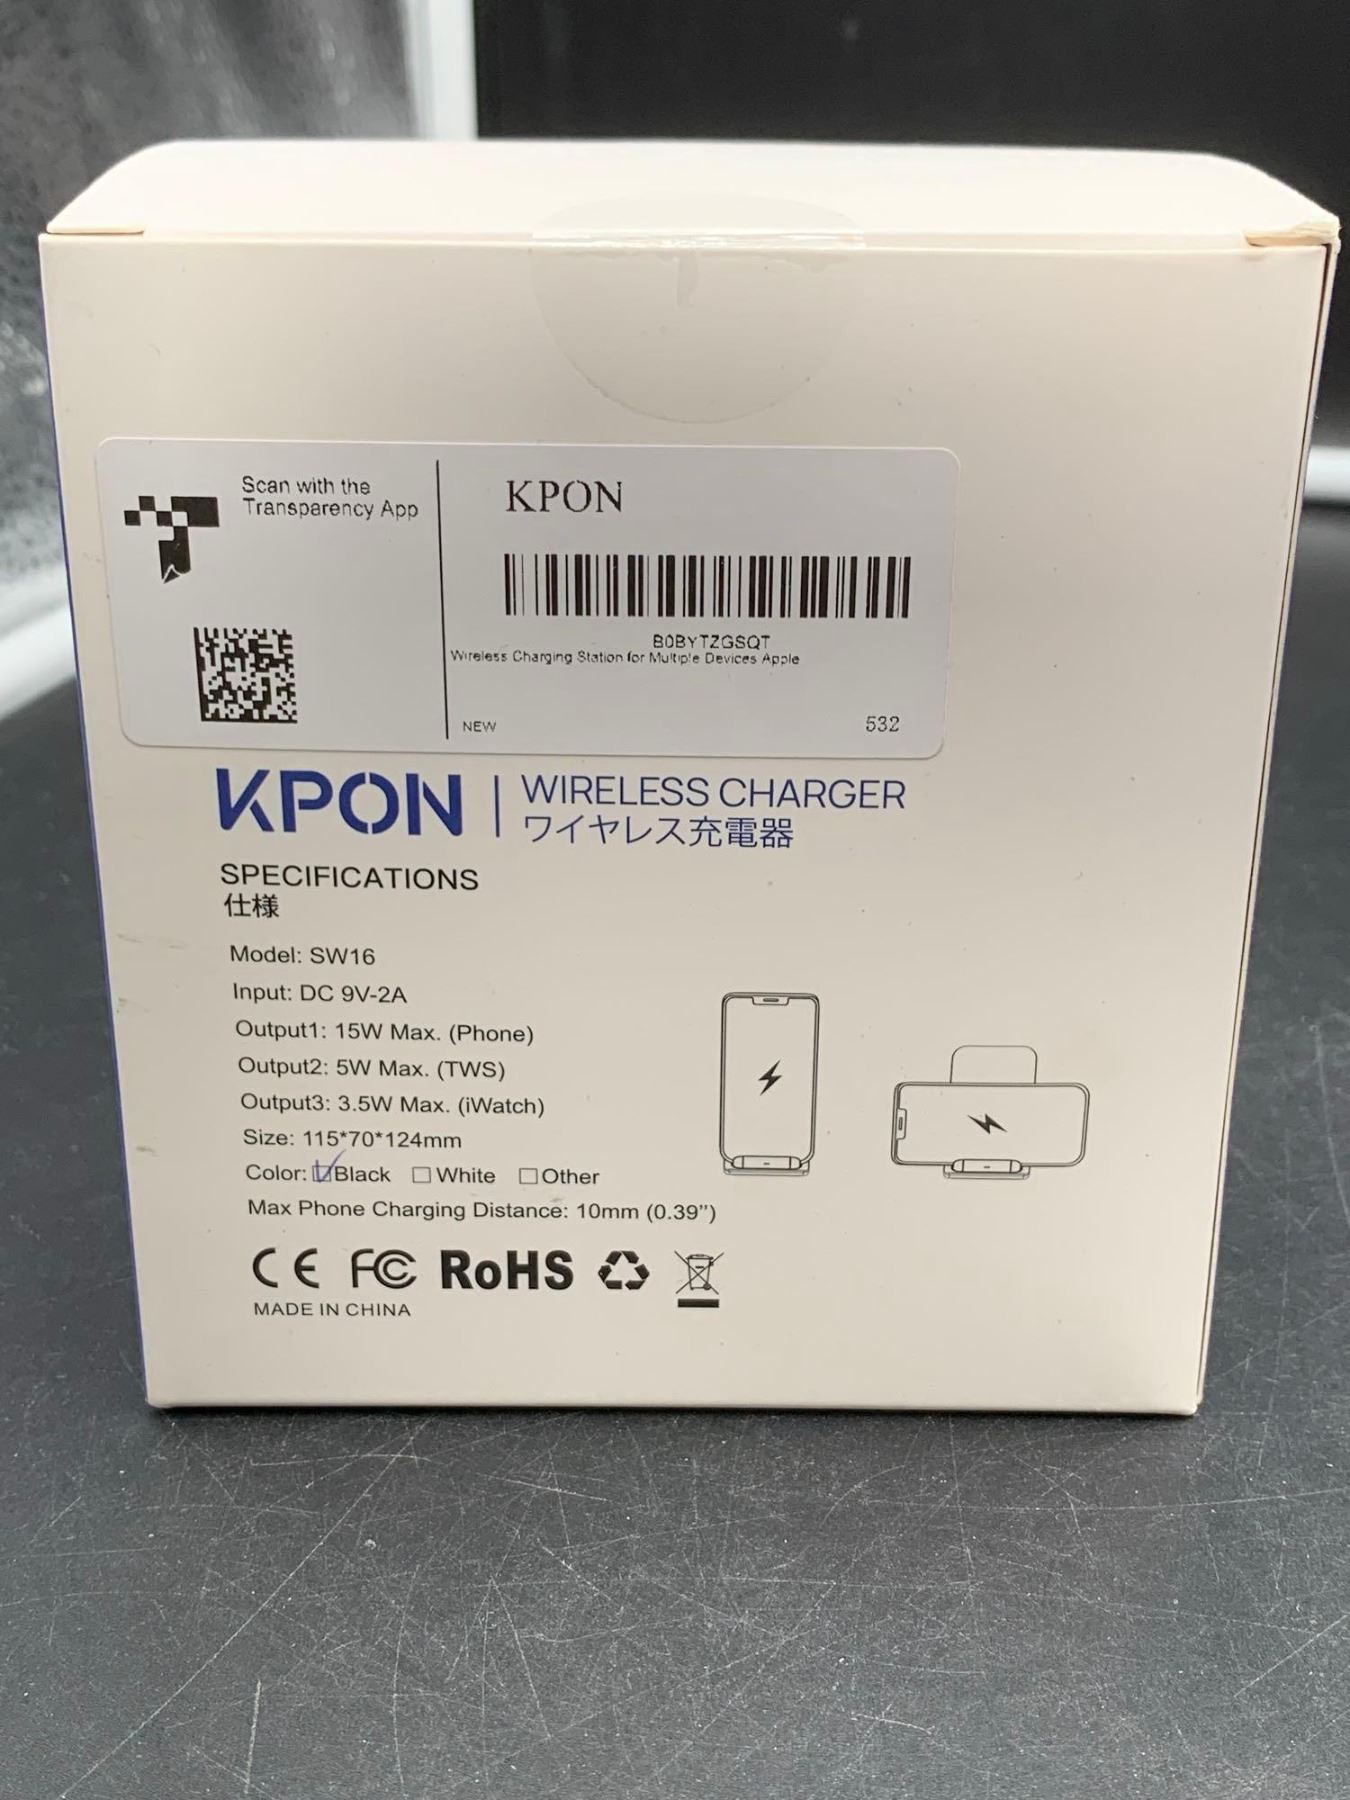 Scan with the
Transparency App
KPON
B0BYTZGSQT
Wireless Charging Station for Multiple Devices Apple
NEW
532
KPON | WIRELESS CHARGER
ワイヤレス充電器
SPECIFICATIONS
仕様
Model: SW16
Input: DC 9V-2A
Output1: 15W Max. (Phone)
Output2: 5W Max. (TWS)
Output3: 3.5W Max. (iWatch)
Size: 115*70*124mm
Color: ☑Black ☐White ☐Other
Max Phone Charging Distance: 10mm (0.39”)
CE FC RoHS
MADE IN CHINA